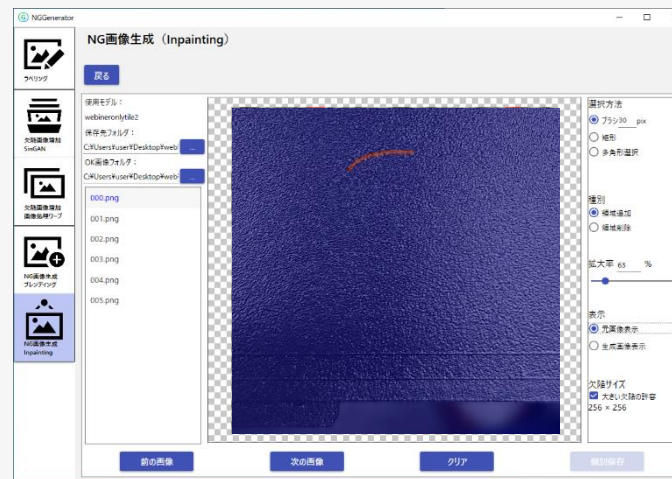 NGGenerator
NG画像生成（Inpainting）
戻る
ラベリング
欠陥画像増加
SinGAN
欠陥画像増加
画像処理ワープ
NG画像生成
ブレンディング
NG画像生成
Inpainting
使用モデル：
webineronlytile2
保存先フォルダ：
C:¥Users¥user¥Desktop¥web
...
OK画像フォルダ：
C:¥Users¥user¥Desktop¥web
...
000.png
001.png
002.png
003.png
004.png
005.png
選択方法
ブラシ30 pix
矩形
多角形選択
種別
領域追加
領域削除
拡大率 63 %
表示
元画像表示
生成画像表示
欠陥サイズ
大きい欠陥の許容
256 × 256
前の画像
次の画像
クリア
個別保存